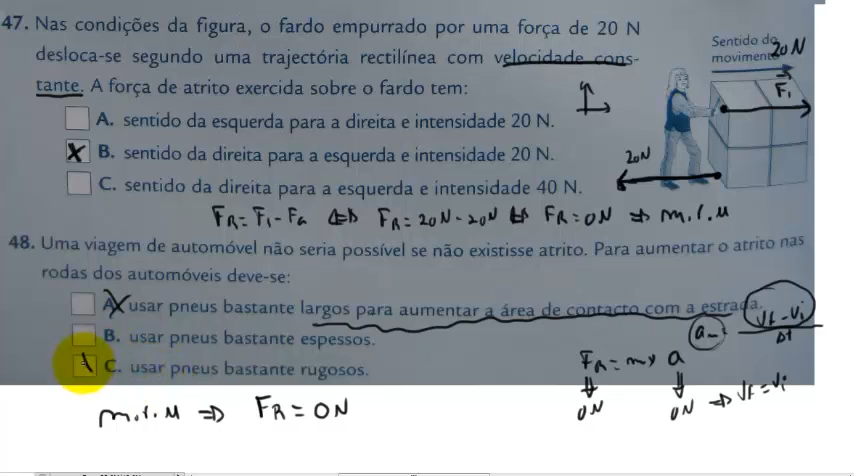 47. Nas condições da figura, o fardo empurrado por uma força de 20 N
desloca-se segundo uma trajectória rectilínea com velocidade cons-
tante. A força de atrito exercida sobre o fardo tem:
A. sentido da esquerda para a direita e intensidade 20 N.
X B. sentido da direita para a esquerda e intensidade 20 N.
C. sentido da direita para a esquerda e intensidade 40 N.
Sentido do
movimento
20 N
F₁
20N
FR = F1 - Fa ⇔ FR = 20N - 20N ⇔ FR = 0N ⇒ m.r.u
48. Uma viagem de automóvel não seria possível se não existisse atrito. Para aumentar o atrito nas
rodas dos automóveis deve-se:
A. usar pneus bastante largos para aumentar a área de contacto com a estrada.
B. usar pneus bastante espessos.
C. usar pneus bastante rugosos.
am = Vf - Vi
Δt
FR = m x a
0N 0N ⇒ Vf = Vi
m.r.u ⇒ FR = 0N